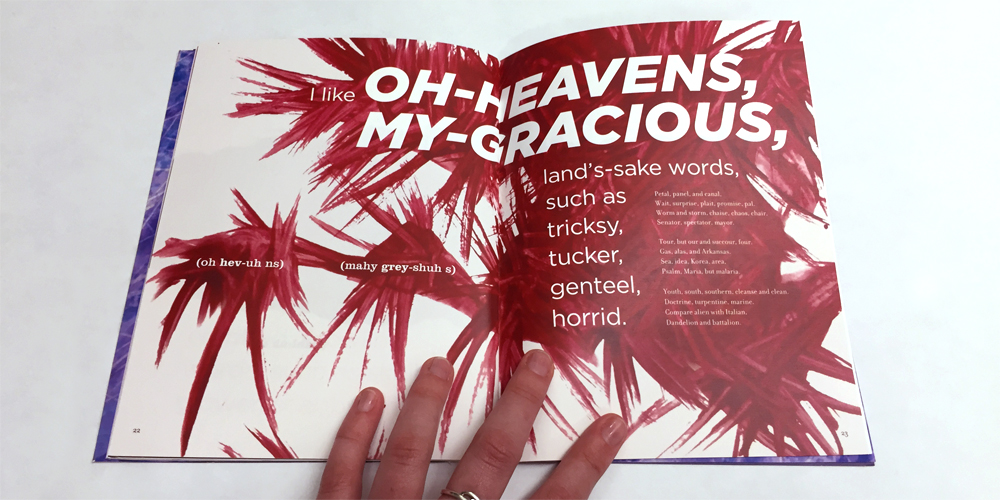 I like OH-HEAVENS,
MY-GRACIOUS,
land's-sake words,
such as
tricksy,
tucker,
genteel,
horrid.
(oh hev-uh ns)
(mahy grey-shuh s)
Petal, panel, and canal.
Wait, surprise, plait, promise, pal.
Worm and storm, chaise, chaos, chair.
Senator, spectator, mayor.
Tour, but our and succour, four.
Gas, alas, and Arkansas.
Sea, idea, Korea, area.
Psalm, Maria, but malaria.
Youth, south, southern, cleanse and clean.
Doctrine, turpentine, marine.
Compare alien with Italian.
Dandelion and battalion.
22
23